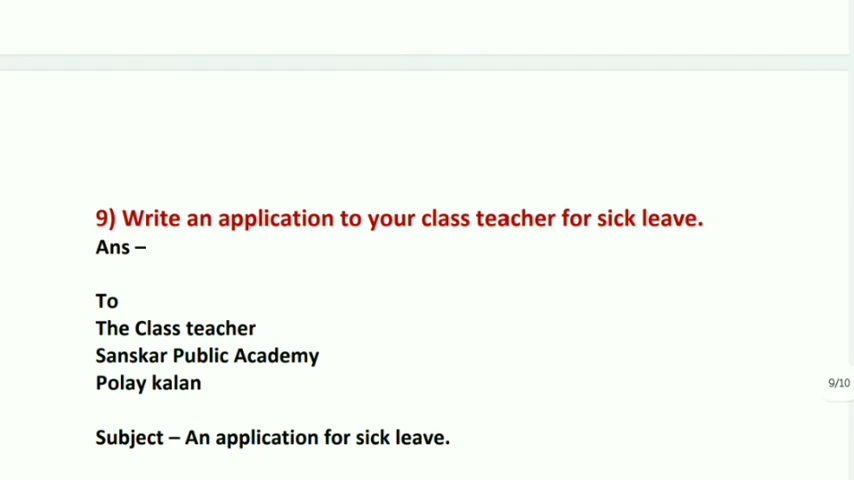 9) Write an application to your class teacher for sick leave.
Ans –
To
The Class teacher
Sanskar Public Academy
Polay kalan
9/10
Subject – An application for sick leave.